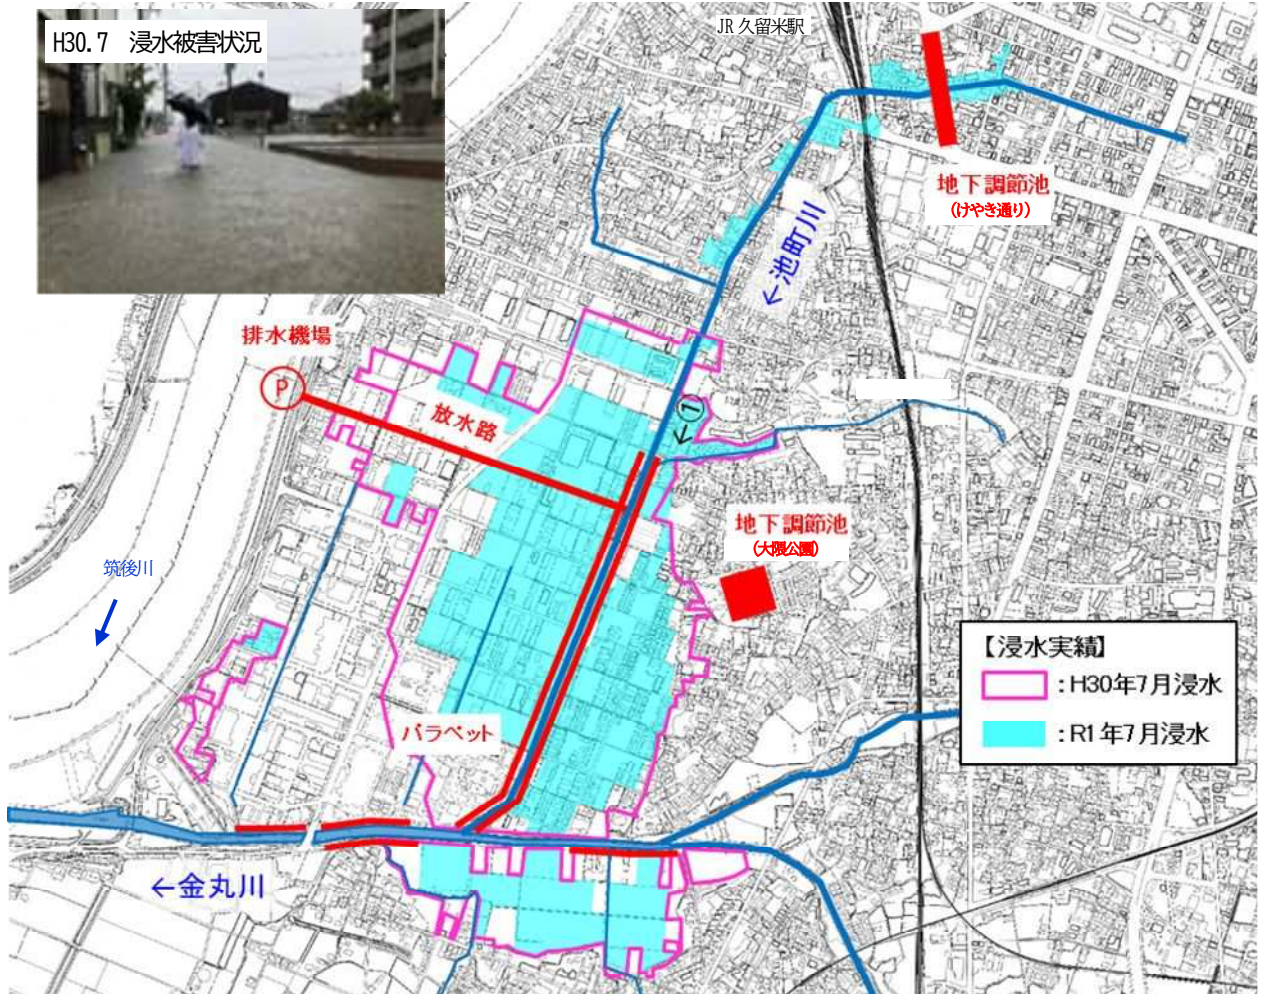 H30.7 浸水被害状況
JR 久留米駅
地下調節池
(けやき通り)
←池町川
排水機場
P
放水路
←①
地下調節池
(大隈公園)
筑後川
パラペット
←金丸川
【浸水実績】
：H30年7月浸水
：R1年7月浸水